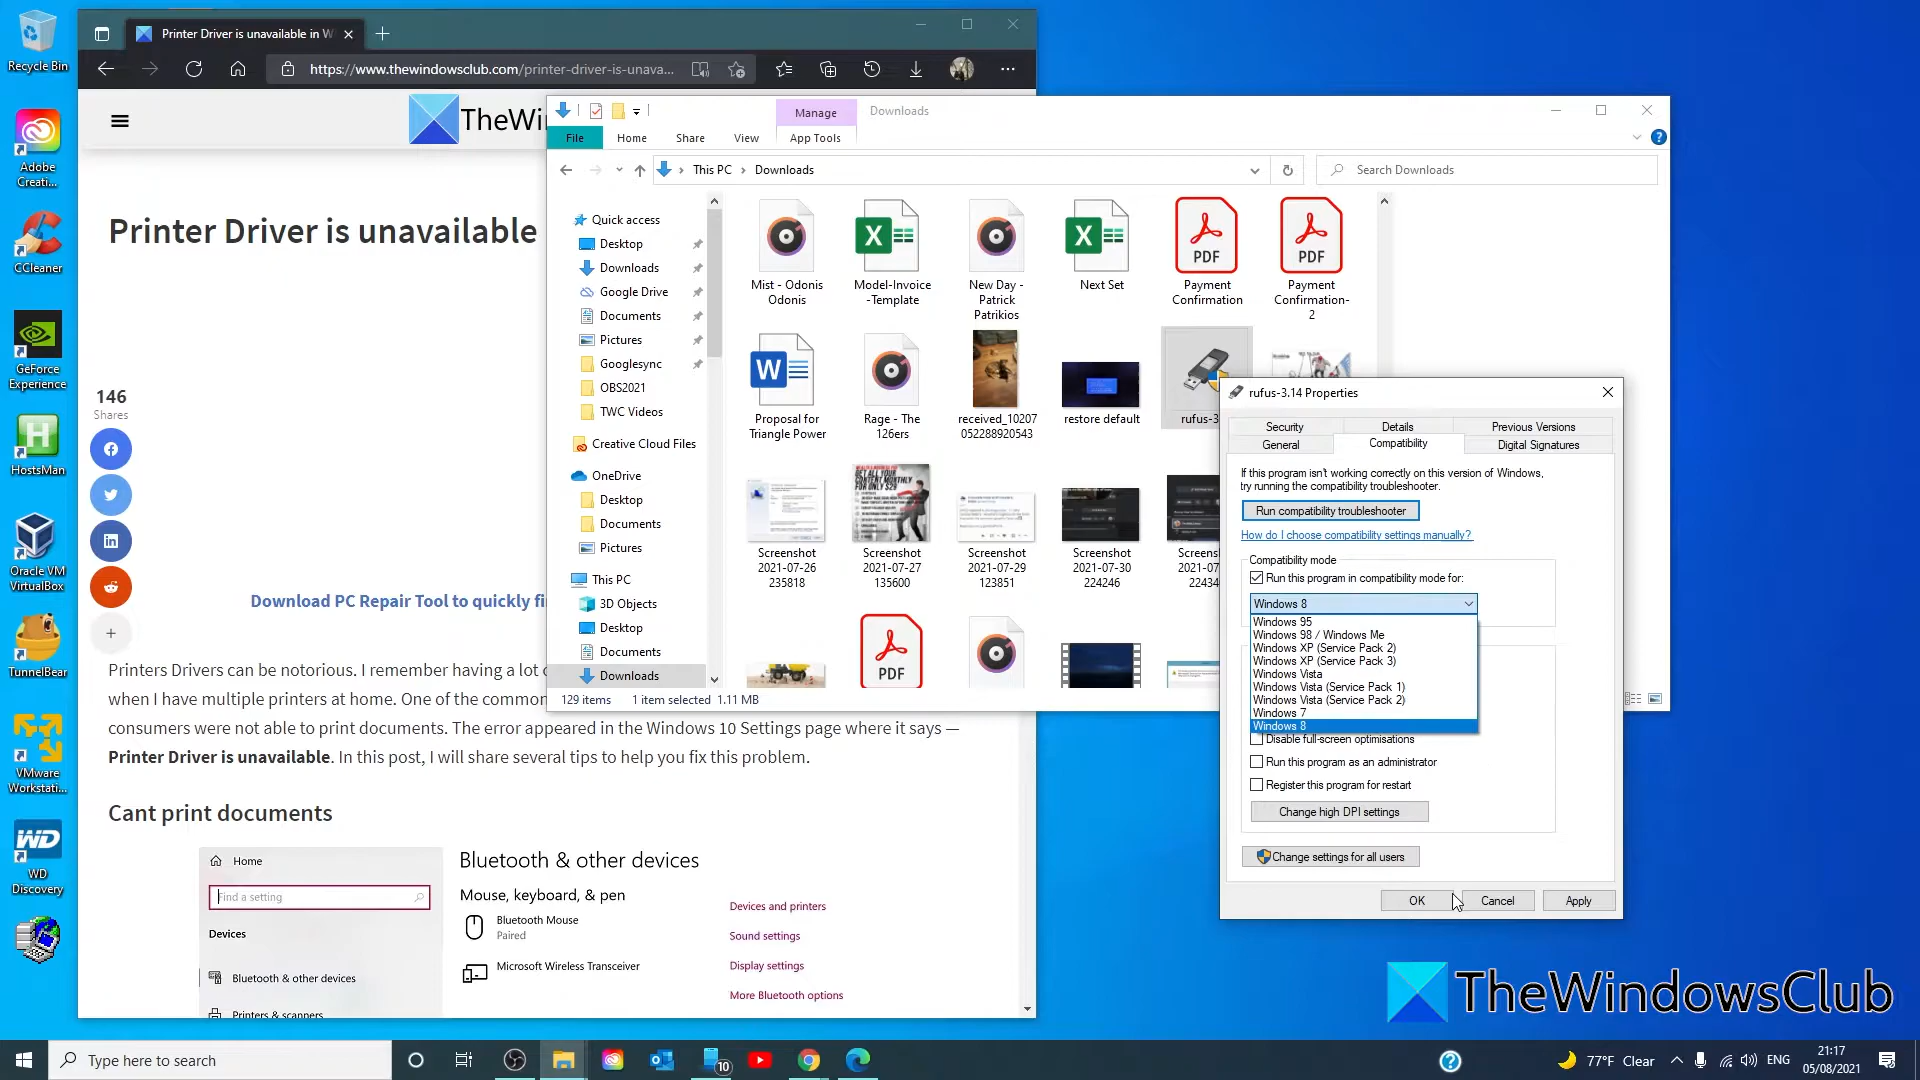 Recycle Bin
Adobe
Creati...
CCleaner
GeForce
Experience
HostsMan
Oracle VM
VirtualBox
TunnelBear
VMware
Workstati...
WD
Discovery
Printer Driver is unavailable in W
https://www.thewindowsclub.com/printer-driver-is-unava...
TheWi
Printer Driver is unavailable
146
Shares
Download PC Repair Tool to quickly fi
Printers Drivers can be notorious. I remember having a lot o
when I have multiple printers at home. One of the common
consumers were not able to print documents. The error appeared in the Windows 10 Settings page where it says —
Printer Driver is unavailable. In this post, I will share several tips to help you fix this problem.
Cant print documents
Home
Find a setting
Devices
Bluetooth & other devices
Printers & scanners
Bluetooth & other devices
Mouse, keyboard, & pen
Bluetooth Mouse
Paired
Microsoft Wireless Transceiver
Devices and printers
Sound settings
Display settings
More Bluetooth options
Manage
Downloads
File
Home
Share
View
App Tools
This PC
Downloads
Search Downloads
Quick access
Desktop
Downloads
Google Drive
Documents
Pictures
Googlesync
OBS2021
TWC Videos
Creative Cloud Files
OneDrive
Desktop
Documents
Pictures
This PC
3D Objects
Desktop
Documents
Downloads
Mist - Odonis
Odonis
Model-Invoice
-Template
New Day -
Patrick
Patrikios
Next Set
PDF
Payment
Confirmation
PDF
Payment
Confirmation-
2
Proposal for
Triangle Power
Rage - The
126ers
received_10207
052288920543
restore default
rufus-3
Screenshot
2021-07-26
235818
Screenshot
2021-07-27
135600
Screenshot
2021-07-29
123851
Screenshot
2021-07-30
224246
Screens
2021-07
22434
PDF
129 items
1 item selected 1.11 MB
rufus-3.14 Properties
Security
Details
Previous Versions
General
Compatibility
Digital Signatures
If this program isn't working correctly on this version of Windows,
try running the compatibility troubleshooter.
Run compatibility troubleshooter
How do I choose compatibility settings manually?
Compatibility mode
Run this program in compatibility mode for:
Windows 8
Windows 95
Windows 98 / Windows Me
Windows XP (Service Pack 2)
Windows XP (Service Pack 3)
Windows Vista
Windows Vista (Service Pack 1)
Windows Vista (Service Pack 2)
Windows 7
Windows 8
Disable full-screen optimisations
Run this program as an administrator
Register this program for restart
Change high DPI settings
Change settings for all users
OK
Cancel
Apply
TheWindowsClub
Type here to search
10
77°F Clear
ENG
21:17
05/08/2021